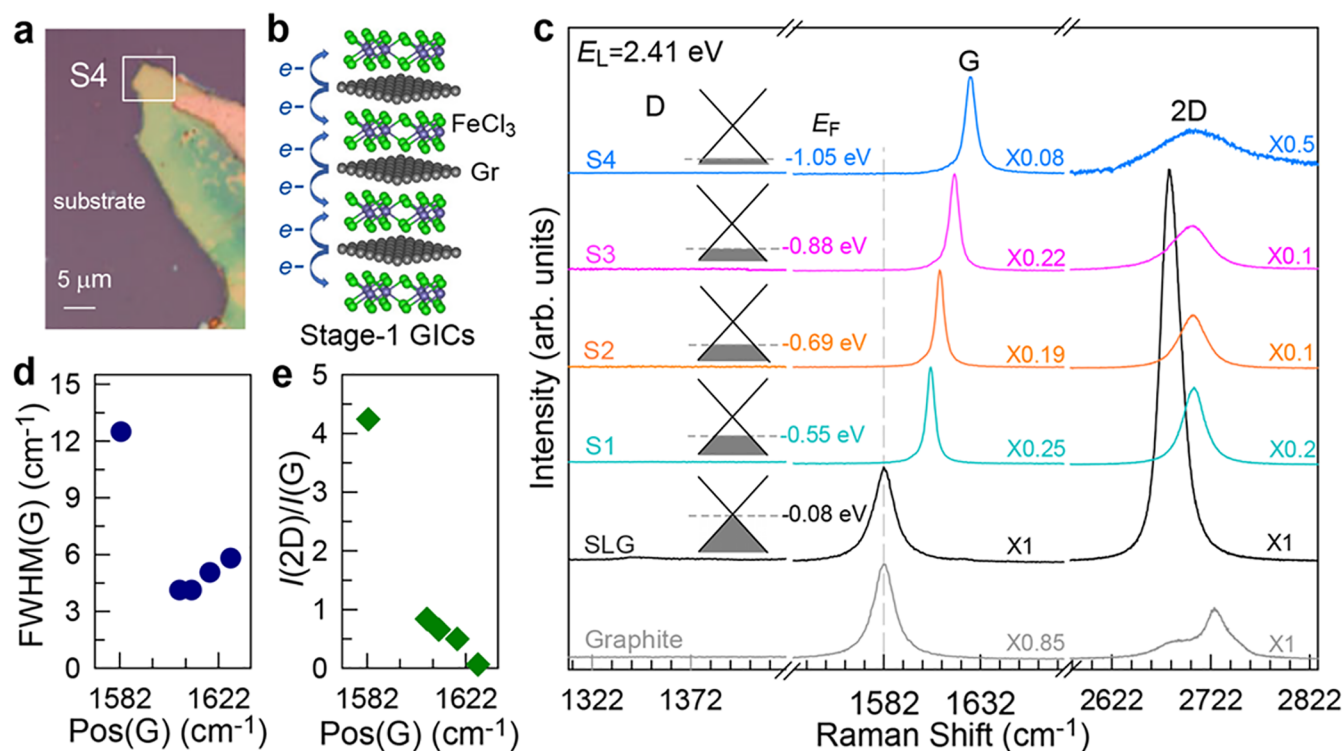 a
S4
substrate
5 μm
b
e-
e-
e-
e-
e-
e-
FeCl3
Gr
Stage-1 GICs
c
EL=2.41 eV
D
EF
G
2D
S4
-1.05 eV
X0.08
X0.5
S3
-0.88 eV
X0.22
X0.1
S2
-0.69 eV
X0.19
X0.1
S1
-0.55 eV
X0.25
X0.2
SLG
-0.08 eV
X1
X1
Graphite
X0.85
X1
Intensity (arb. units)
1322
1372
1582
1632
2622
2722
2822
Raman Shift (cm-1)
d
15
12
9
6
3
0
FWHM(G) (cm-1)
1582
1622
Pos(G) (cm-1)
e
5
4
3
2
1
0
I(2D)/I(G)
1582
1622
Pos(G) (cm-1)